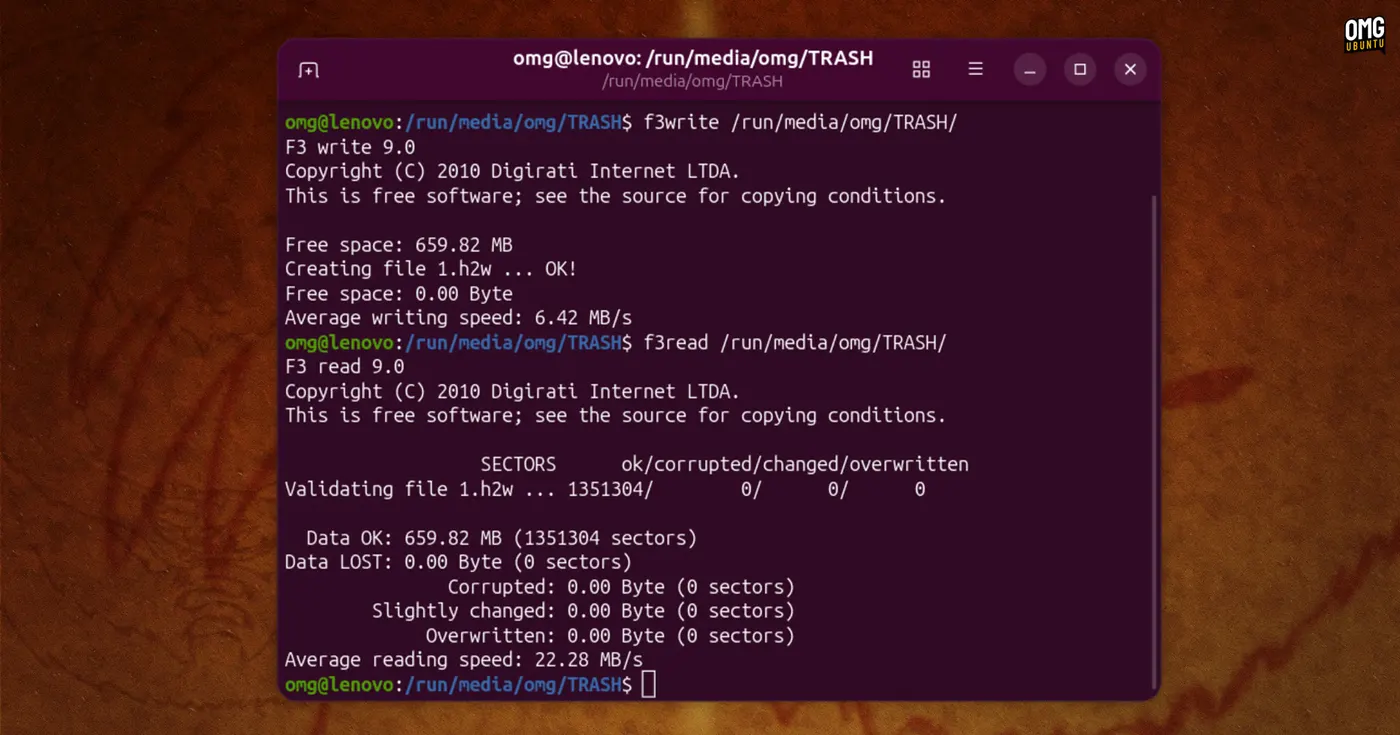 OMG
UBUNTU
omg@lenovo: /run/media/omg/TRASH
/run/media/omg/TRASH
omg@lenovo:/run/media/omg/TRASH$ f3write /run/media/omg/TRASH/
F3 write 9.0
Copyright (C) 2010 Digirati Internet LTDA.
This is free software; see the source for copying conditions.
Free space: 659.82 MB
Creating file 1.h2w ... OK!
Free space: 0.00 Byte
Average writing speed: 6.42 MB/s
omg@lenovo:/run/media/omg/TRASH$ f3read /run/media/omg/TRASH/
F3 read 9.0
Copyright (C) 2010 Digirati Internet LTDA.
This is free software; see the source for copying conditions.
SECTORS ok/corrupted/changed/overwritten
Validating file 1.h2w ... 1351304/ 0/ 0/ 0
Data OK: 659.82 MB (1351304 sectors)
Data LOST: 0.00 Byte (0 sectors)
Corrupted: 0.00 Byte (0 sectors)
Slightly changed: 0.00 Byte (0 sectors)
Overwritten: 0.00 Byte (0 sectors)
Average reading speed: 22.28 MB/s
omg@lenovo:/run/media/omg/TRASH$